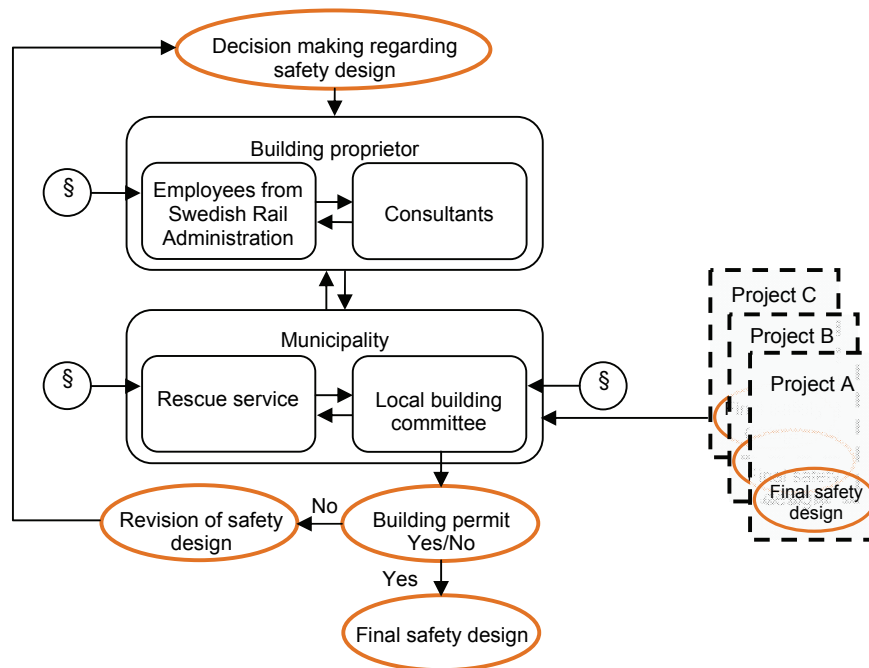 Decision making regarding
safety design
Building proprietor
§
Employees from
Swedish Rail
Administration
Consultants
Municipality
§
Rescue service
Local building
committee
§
Project C
Project B
Project A
Final safety
design
Revision of safety
design
No
Building permit
Yes/No
Yes
Final safety design